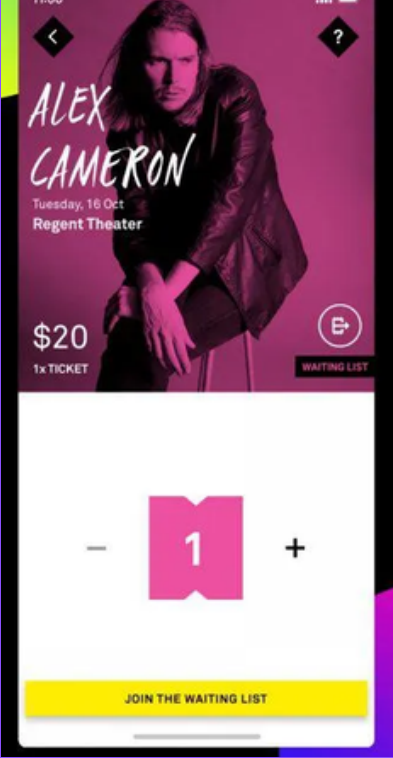 ?
ALEX
CAMERON
Tuesday, 16 Oct
Regent Theater
$20
1x TICKET
WAITING LIST
1
JOIN THE WAITING LIST